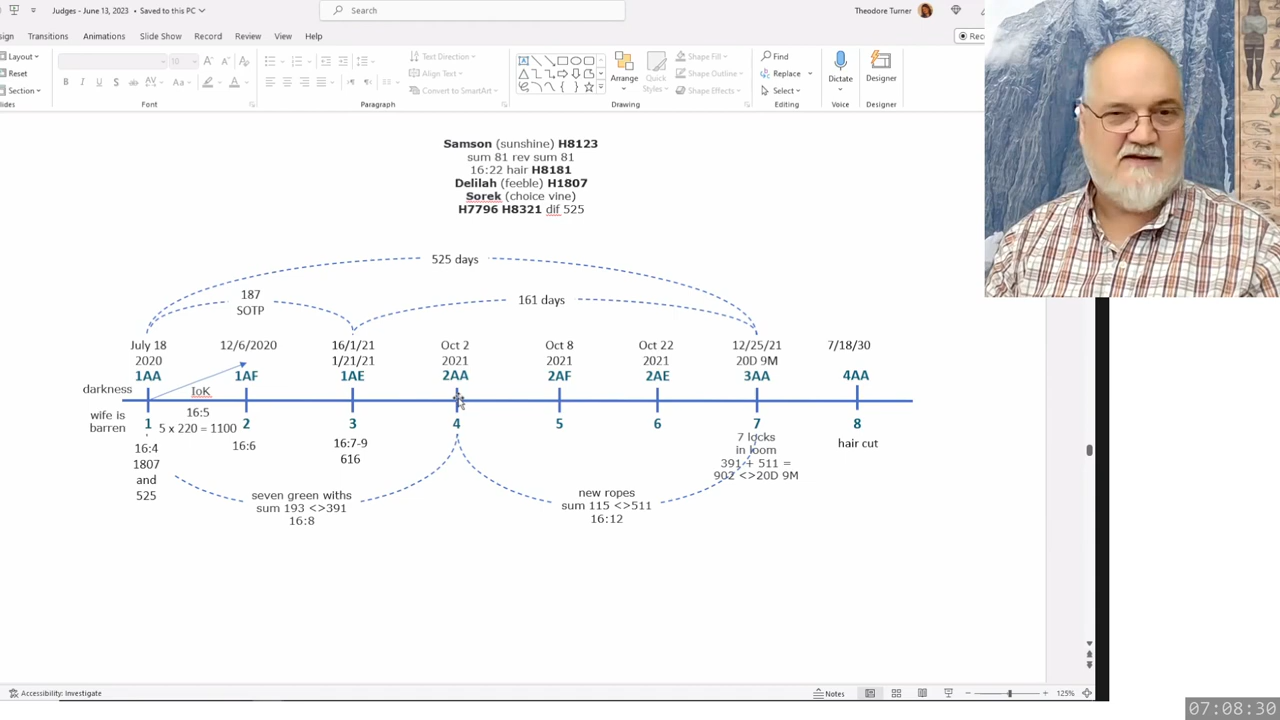 Judges - June 13, 2023 • Saved to this PC
Search
Theodore Turner
sign Transitions Animations Slide Show Record Review View Help
Rec
Layout
Reset
Section
Slides
Font
Text Direction
Align Text
Convert to SmartArt
Paragraph
Arrange
Quick
Styles
Shape Fill
Shape Outline
Shape Effects
Drawing
Find
Replace
Select
Editing
Dictate
Voice
Designer
Designer
Samson (sunshine) H8123
sum 81 rev sum 81
16:22 hair H8181
Delilah (feeble) H1807
Sorek (choice vine)
H7796 H8321 dif 525
525 days
187
SOTP
161 days
July 18
2020
1AA
12/6/2020
1AF
16/1/21
1/21/21
1AE
Oct 2
2021
2AA
Oct 8
2021
2AF
Oct 22
2021
2AE
12/25/21
20D 9M
3AA
7/18/30
4AA
darkness
IoK
wife is
barren
16:5
5 x 220 = 1100
1 2 3 4 5 6 7 8
16:4
1807
and
525
16:6
16:7-9
616
7 locks
in loom
391 + 511 =
902 <>20D 9M
hair cut
seven green withs
sum 193 <>391
16:8
new ropes
sum 115 <>511
16:12
Accessibility: Investigate
Notes
125%
07:08:30